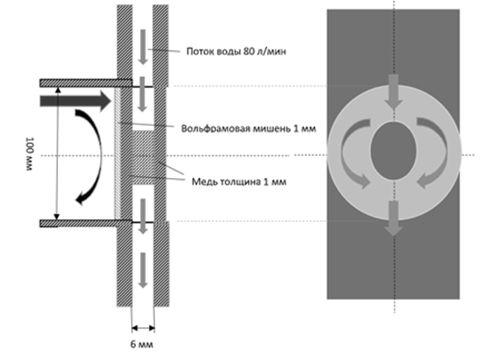 Поток воды 80 л/мин
Вольфрамовая мишень 1 мм
100 мм
Медь толщина 1 мм
6 мм